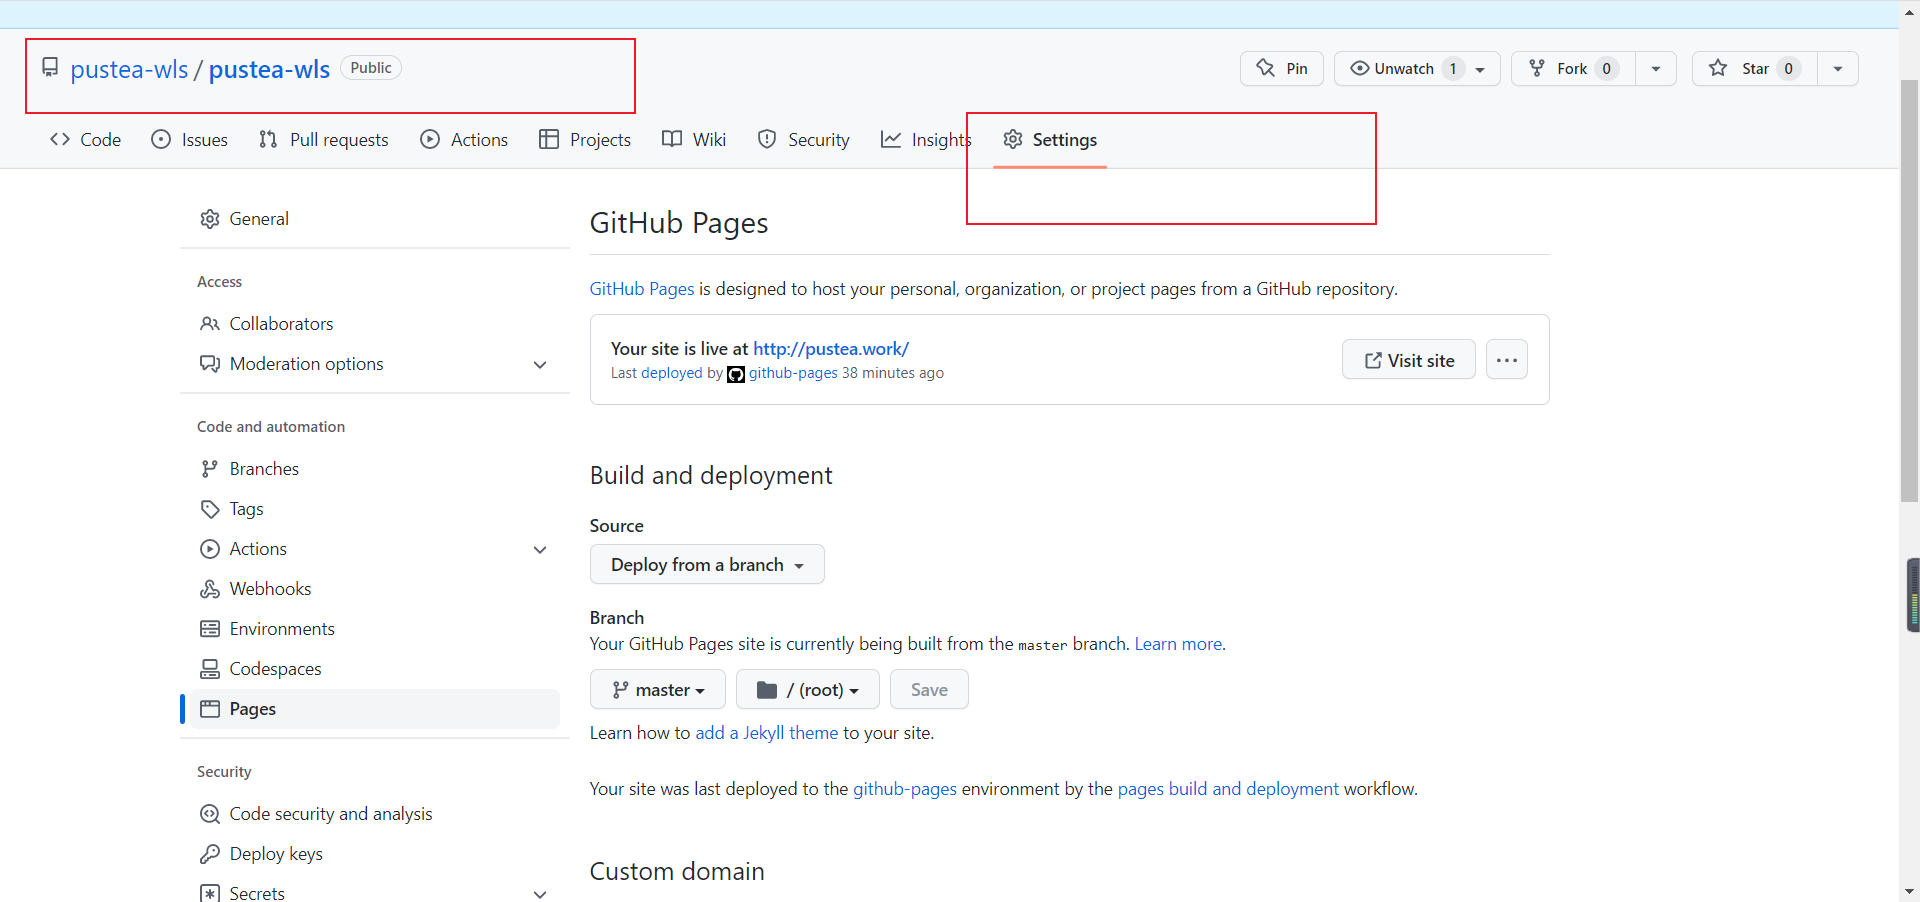 pustea-wls / pustea-wls Public
Pin Unwatch 1 Fork 0 Star 0
Code Issues Pull requests Actions Projects Wiki Security Insights Settings
General
Access
Collaborators
Moderation options
Code and automation
Branches
Tags
Actions
Webhooks
Environments
Codespaces
Pages
Security
Code security and analysis
Deploy keys
Secrets
GitHub Pages
GitHub Pages is designed to host your personal, organization, or project pages from a GitHub repository.
Your site is live at http://pustea.work/
Last deployed by github-pages 38 minutes ago
Visit site
Build and deployment
Source
Deploy from a branch
Branch
Your GitHub Pages site is currently being built from the master branch. Learn more.
master / (root) Save
Learn how to add a Jekyll theme to your site.
Your site was last deployed to the github-pages environment by the pages build and deployment workflow.
Custom domain